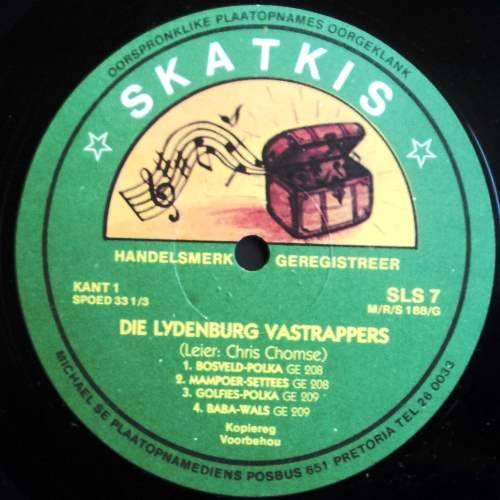 OORSPRONKLIKE PLAATOPNAMES OORGEKLANK
SKATKIS
HANDELSMERK GEREGISTREER
KANT 1
SPOED 33 1/3
SLS 7
M/R/S 188/G
DIE LYDENBURG VASTRAPPERS
(Leier: Chris Chomse)
1. BOSVELD-POLKA GE 208
2. MAMPOER-SETTEES GE 208
3. GOLFIES-POLKA GE 209
4. BABA-WALS GE 209
Kopiereg
Voorbehou
MICHAEL SE PLAATOPNAMEDIENS POSBUS 651 PRETORIA TEL 26 0033